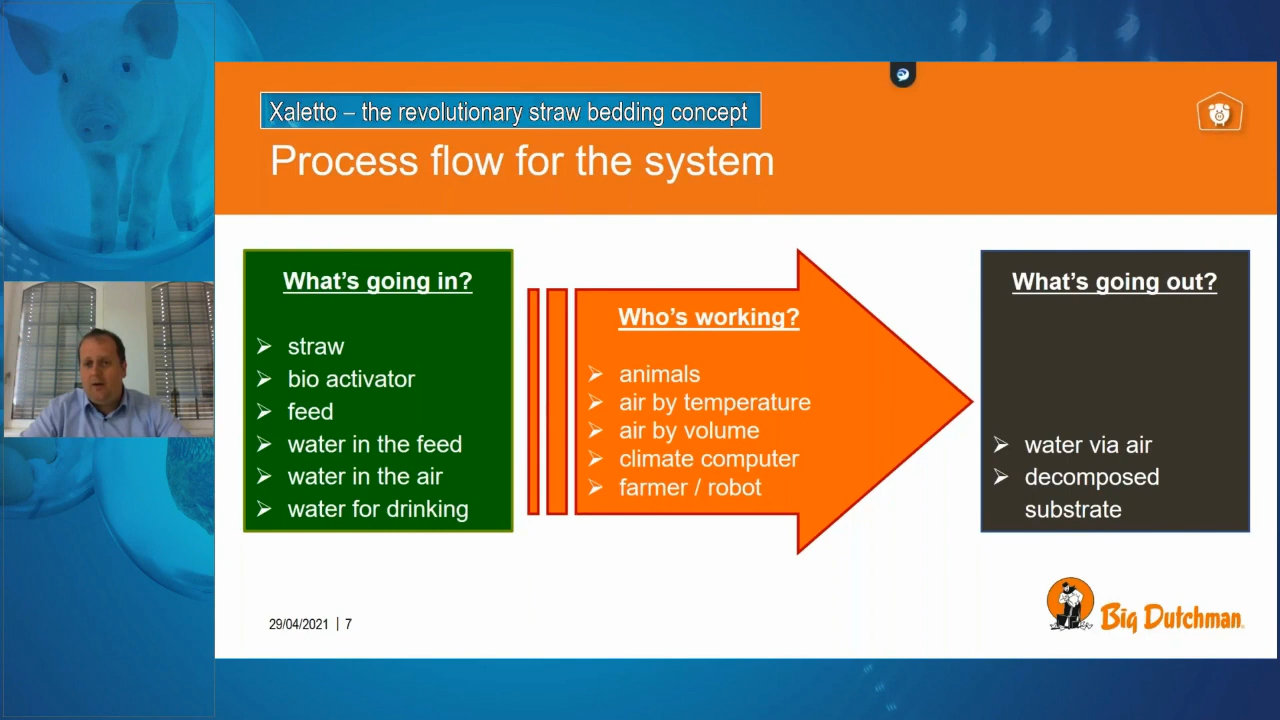 Xaletto – the revolutionary straw bedding concept
Process flow for the system
What's going in?
➢ straw
➢ bio activator
➢ feed
➢ water in the feed
➢ water in the air
➢ water for drinking
Who's working?
➢ animals
➢ air by temperature
➢ air by volume
➢ climate computer
➢ farmer / robot
What's going out?
➢ water via air
➢ decomposed
substrate
29/04/2021 | 7
Big Dutchman